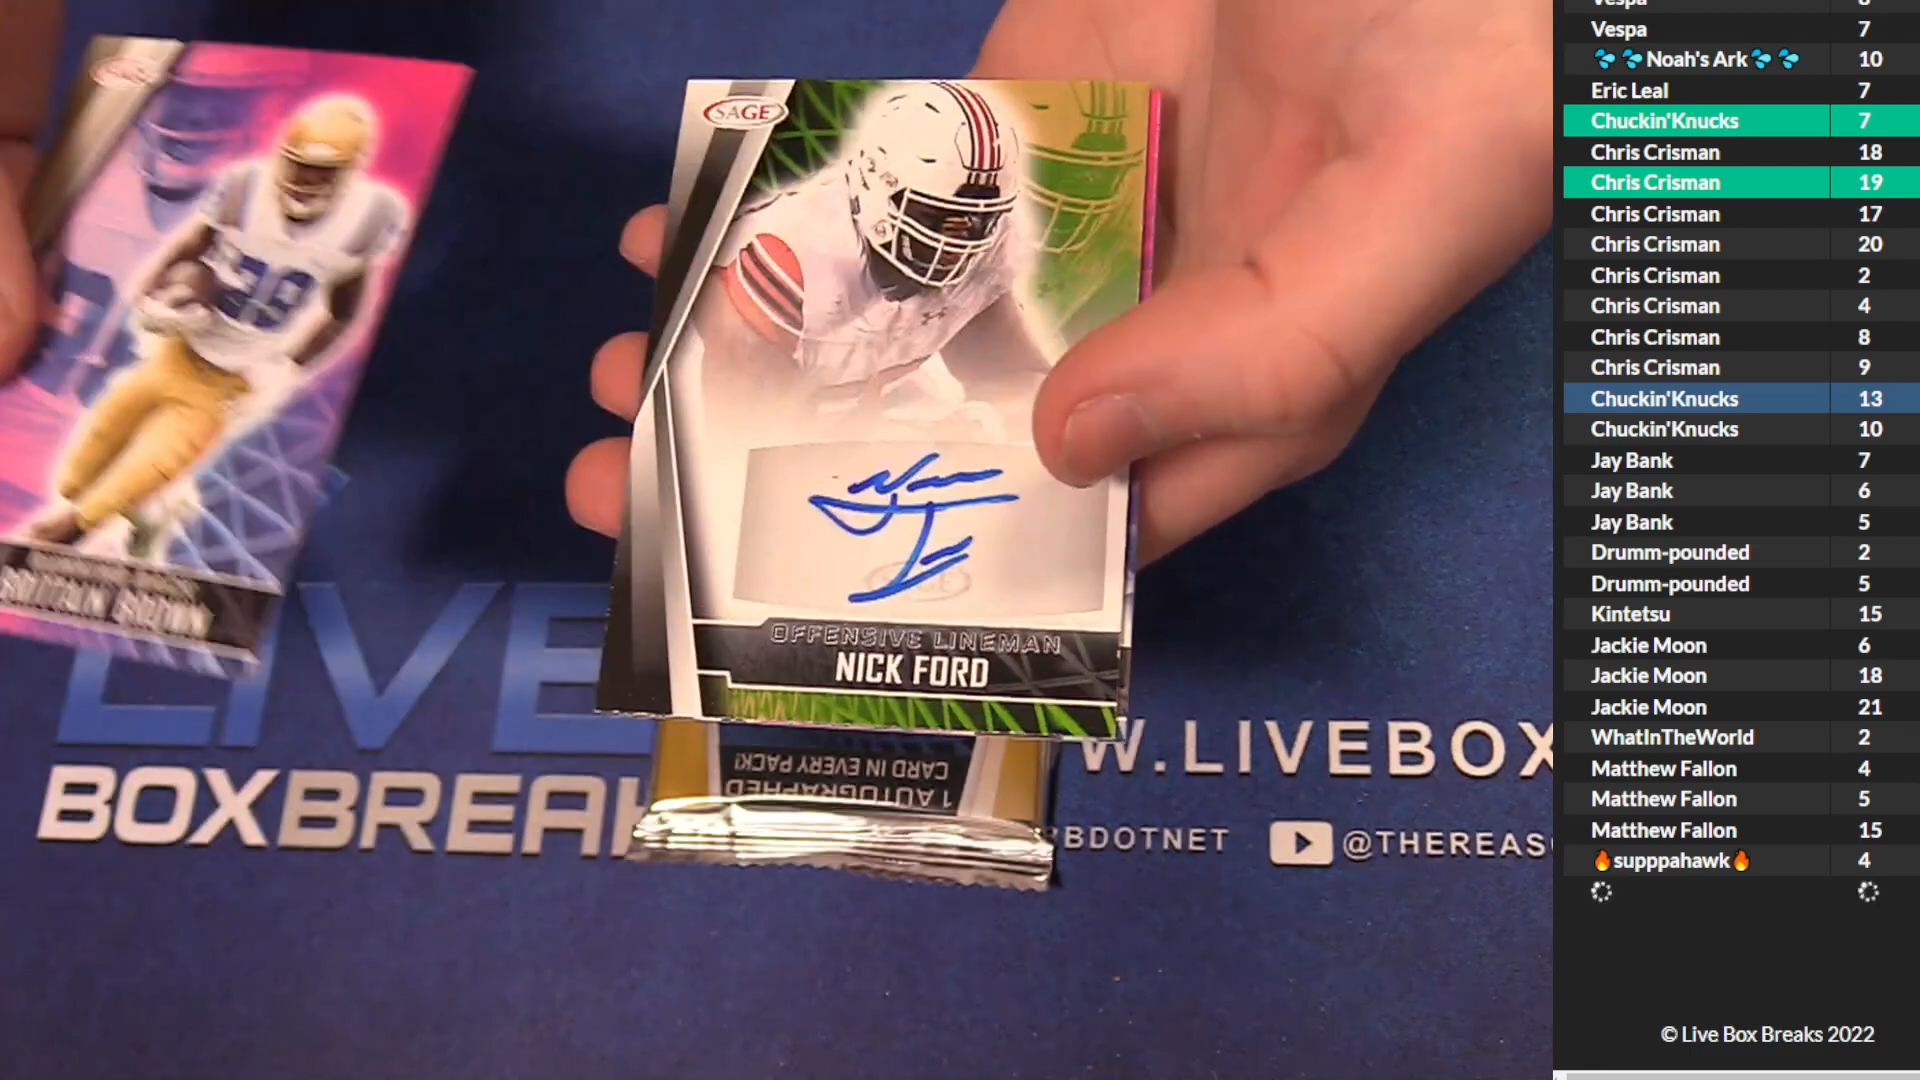 SAGE
OFFENSIVE LINEMAN
NICK FORD
BRITTAIN BROWN
1 AUTOGRAPHED
CARD IN EVERY PACK!
LIVE
BOXBREA
W.LIVEBOX
BDOTNET
@THEREAS
Vespa 8
Vespa 7
💦 💦 Noah's Ark 💦 💦 10
Eric Leal 7
Chuckin'Knucks 7
Chris Crisman 18
Chris Crisman 19
Chris Crisman 17
Chris Crisman 20
Chris Crisman 2
Chris Crisman 4
Chris Crisman 8
Chris Crisman 9
Chuckin'Knucks 13
Chuckin'Knucks 10
Jay Bank 7
Jay Bank 6
Jay Bank 5
Drumm-pounded 2
Drumm-pounded 5
Kintetsu 15
Jackie Moon 6
Jackie Moon 18
Jackie Moon 21
WhatInTheWorld 2
Matthew Fallon 4
Matthew Fallon 5
Matthew Fallon 15
🔥supppahawk🔥 4
© Live Box Breaks 2022